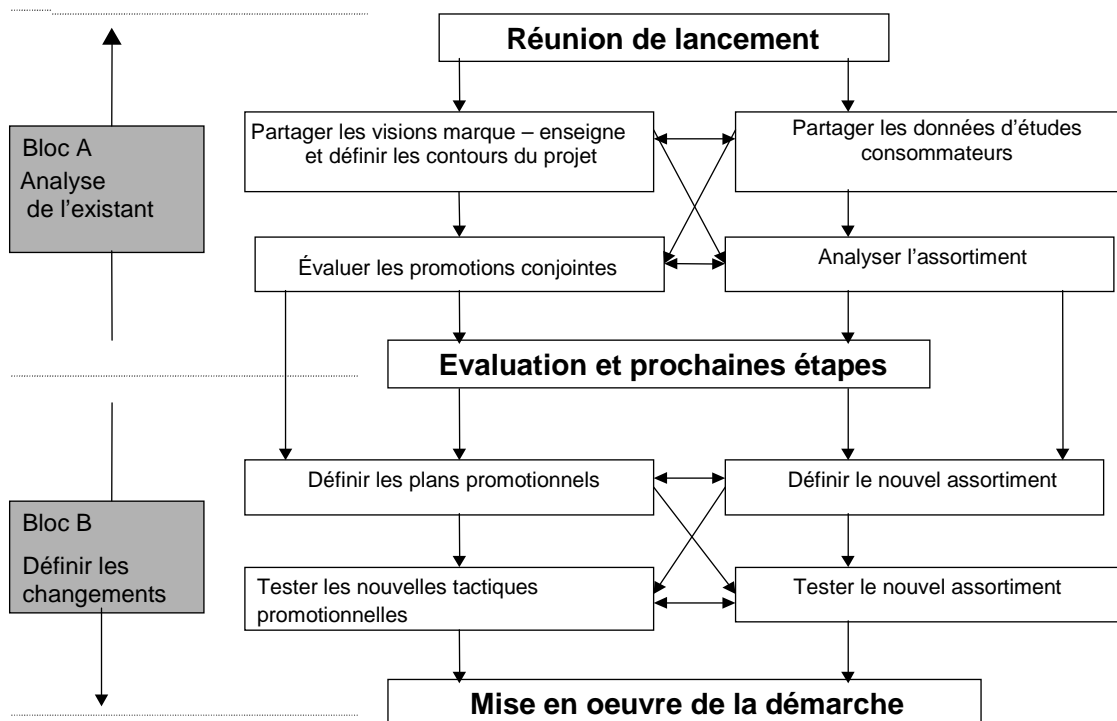 Réunion de lancement
Bloc A
Analyse
de l'existant
Partager les visions marque – enseigne
et définir les contours du projet
Partager les données d'études
consommateurs
Évaluer les promotions conjointes
Analyser l'assortiment
Evaluation et prochaines étapes
Bloc B
Définir les
changements
Définir les plans promotionnels
Définir le nouvel assortiment
Tester les nouvelles tactiques
promotionnelles
Tester le nouvel assortiment
Mise en oeuvre de la démarche